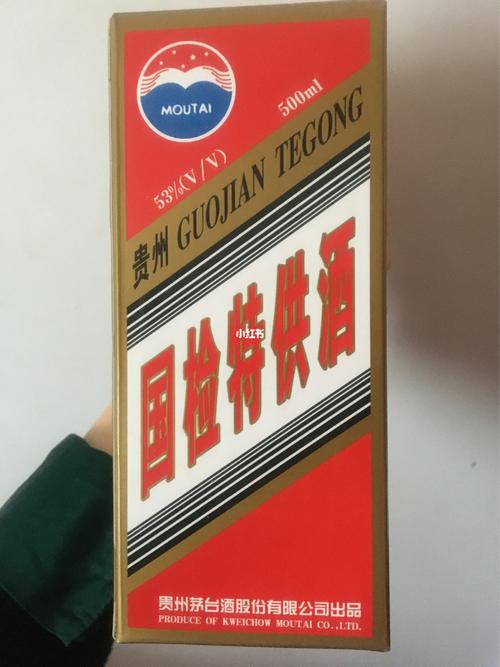 MOUTAI
53%(V/V)
500ml
贵州 GUOJIAN TEGONG
国检特供酒
小红书
贵州茅台酒股份有限公司出品
PRODUCE OF KWEICHOW MOUTAI CO.,LTD.